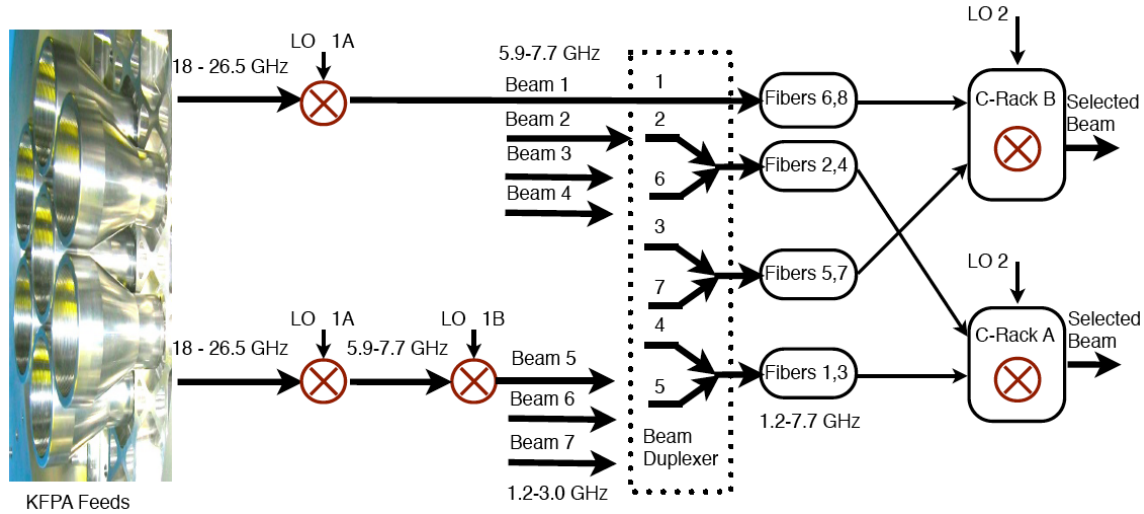 LO 1A
18 - 26.5 GHz
5.9-7.7 GHz
Beam 1
Beam 2
Beam 3
Beam 4
1
2
6
3
7
4
5
Beam
Duplexer
Fibers 6,8
Fibers 2,4
Fibers 5,7
Fibers 1,3
1.2-7.7 GHz
LO 2
C-Rack B
Selected
Beam
LO 2
C-Rack A
Selected
Beam
LO 1A
LO 1B
18 - 26.5 GHz
5.9-7.7 GHz
Beam 5
Beam 6
Beam 7
1.2-3.0 GHz
KFPA Feeds